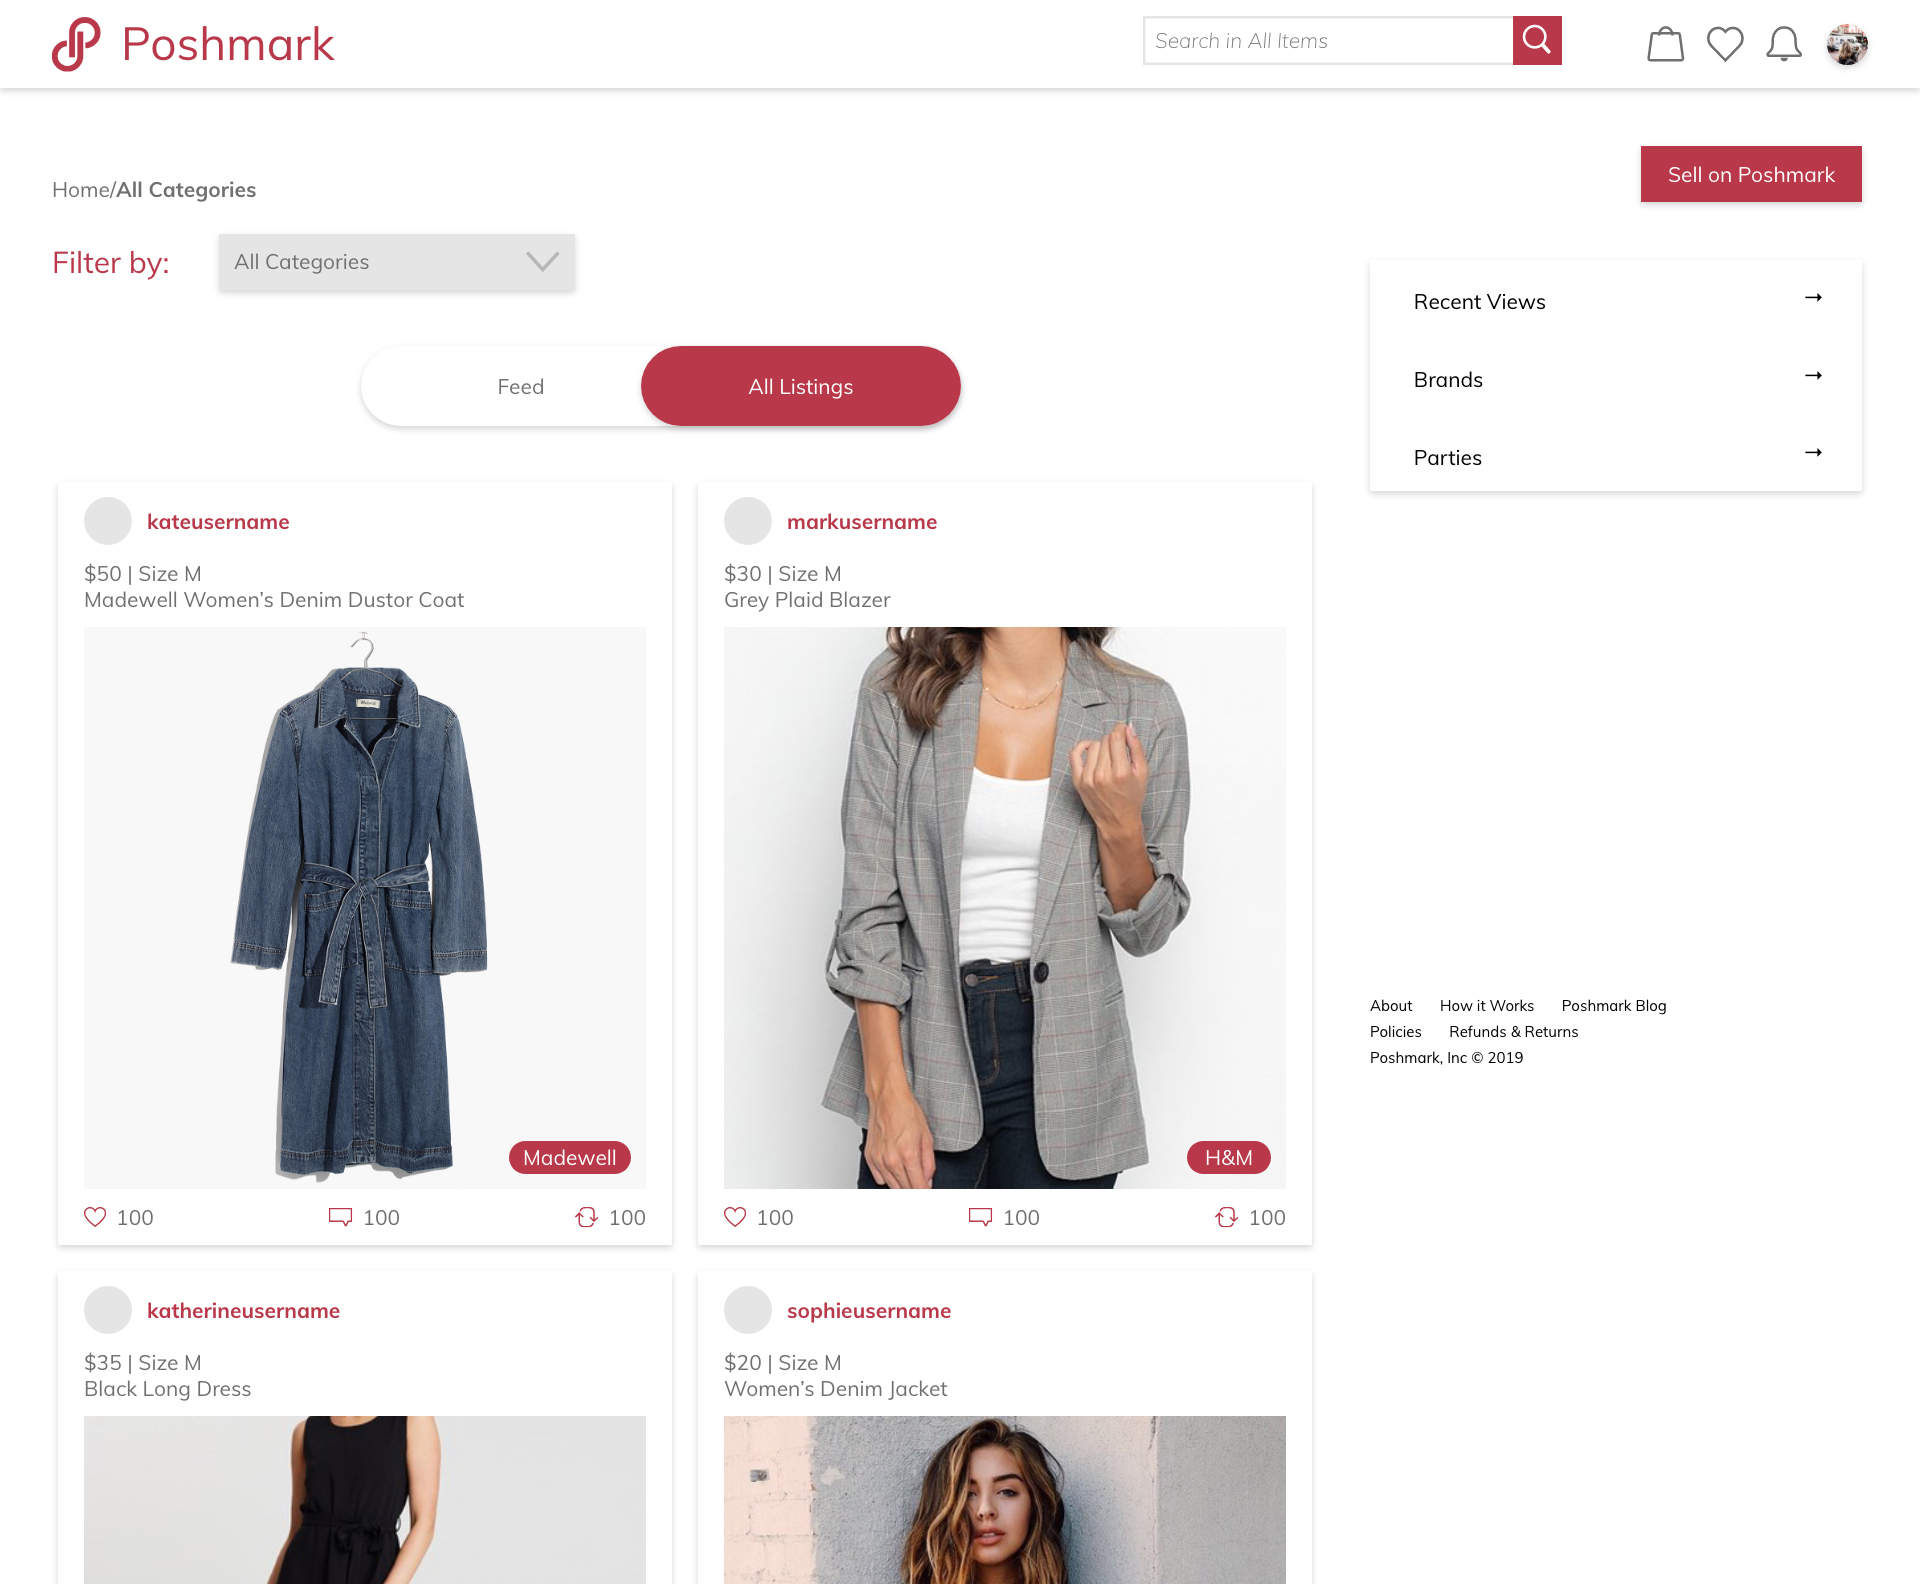 Poshmark
Search in All Items
Sell on Poshmark
Home/All Categories
Filter by:
All Categories
Feed
All Listings
Recent Views
Brands
Parties
kateusername
$50 | Size M
Madewell Women’s Denim Dustor Coat
Madewell
100
100
100
markusername
$30 | Size M
Grey Plaid Blazer
H&M
100
100
100
katherineusername
$35 | Size M
Black Long Dress
sophieusername
$20 | Size M
Women’s Denim Jacket
About How it Works Poshmark Blog
Policies Refunds & Returns
Poshmark, Inc © 2019